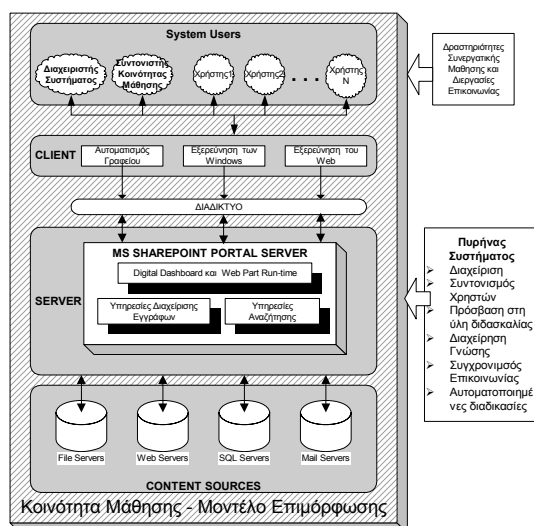 System Users
Διαχειριστής
Συστήματος
Συντονιστής
Κοινότητας
Μάθησης
Χρήστης1
Χρήστης2
. . .
Χρήστης
Ν
CLIENT
Αυτοματισμός
Γραφείου
Εξερεύνηση των
Windows
Εξερεύνηση του
Web
ΔΙΑΔΙΚΤΥΟ
SERVER
MS SHAREPOINT PORTAL SERVER
Digital Dashboard και Web Part Run-time
Υπηρεσίες Διαχείρισης
Εγγράφων
Υπηρεσίες
Αναζήτησης
File Servers
Web Servers
SQL Servers
Mail Servers
CONTENT SOURCES
Κοινότητα Μάθησης - Μοντέλο Επιμόρφωσης
Δραστηριότητες
Συνεργατικής
Μαθησης και
Διεργασίες
Επικοινωνίας
Πυρήνας
Συστήματος
Διαχείριση
Συντονισμός
Χρηστών
Πρόσβαση στη
ύλη διδασκαλίας
Διαχείρηση
Γνώσης
Συγχρονιμσός
Επικοινωνίας
Αυτοματοποιημέ
νες διαδικασίες